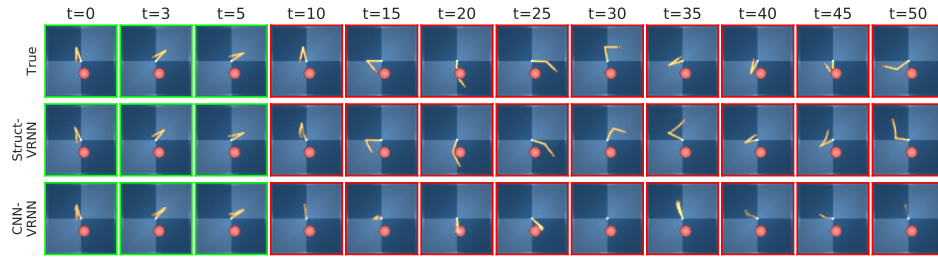 t=0 t=3 t=5 t=10 t=15 t=20 t=25 t=30 t=35 t=40 t=45 t=50
True
Struct-
VRNN
CNN-
VRNN